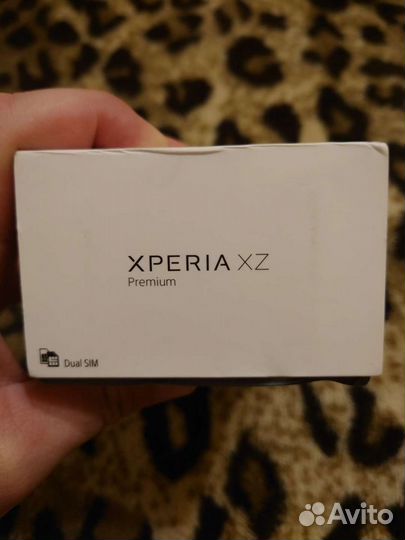 XPERIA XZ
Premium
Dual SIM
Avito